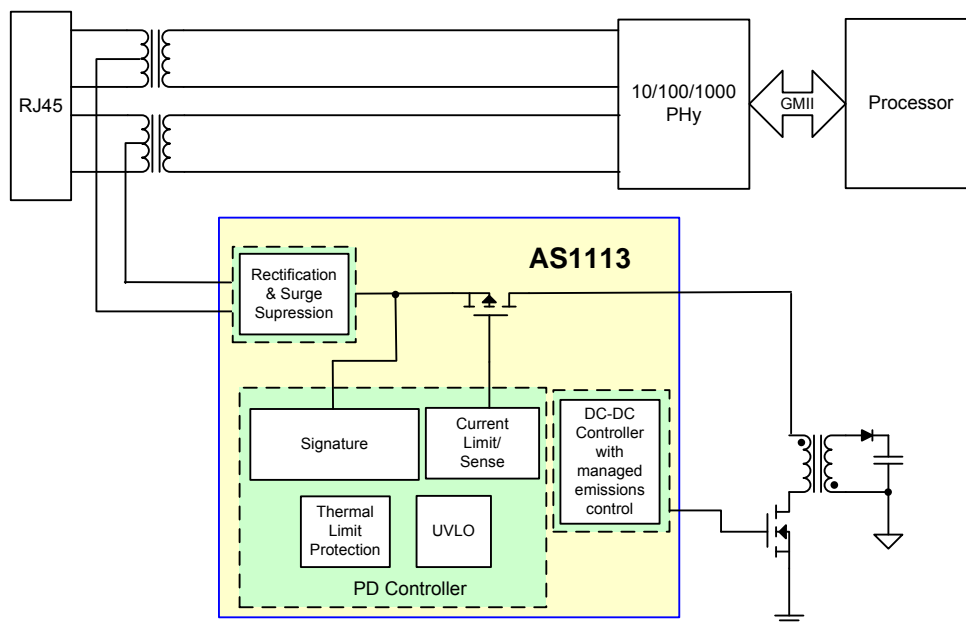 RJ45
10/100/1000
PHy
GMII
Processor
AS1113
Rectification
& Surge
Supression
Signature
Current
Limit/
Sense
DC-DC
Controller
with
managed
emissions
control
Thermal
Limit
Protection
UVLO
PD Controller